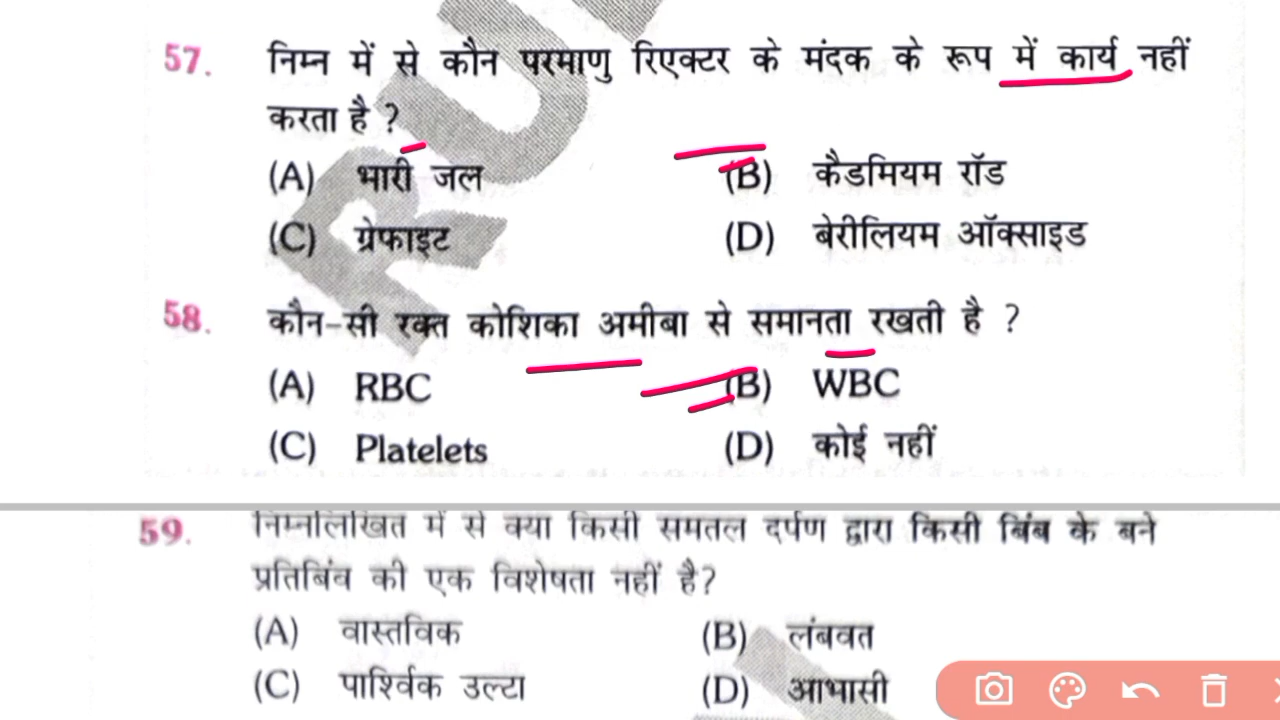 57. निम्न में से कौन परमाणु रिएक्टर के मंदक के रूप में कार्य नहीं
करता है ?
(A) भारी जल (B) कैडमियम रॉड
(C) ग्रेफाइट (D) बेरीलियम ऑक्साइड
58. कौन-सी रक्त कोशिका अमीबा से समानता रखती है ?
(A) RBC (B) WBC
(C) Platelets (D) कोई नहीं
59. निम्नलिखित में से क्या किसी समतल दर्पण द्वारा किसी बिंब के बने
प्रतिबिंब की एक विशेषता नहीं है?
(A) वास्तविक (B) लंबवत
(C) पार्श्विक उल्टा (D) आभासी